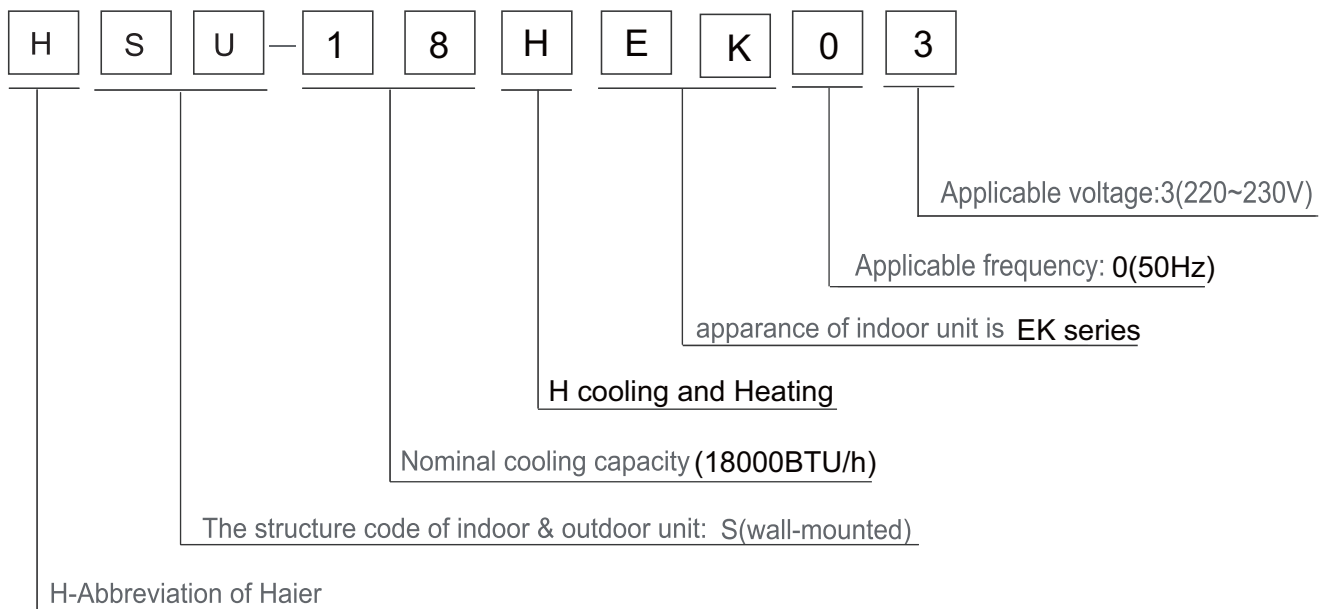 H S U — 1 8 H E K 0 3
Applicable voltage:3(220~230V)
Applicable frequency: 0(50Hz)
apparance of indoor unit is EK series
H cooling and Heating
Nominal cooling capacity (18000BTU/h)
The structure code of indoor & outdoor unit: S(wall-mounted)
H-Abbreviation of Haier